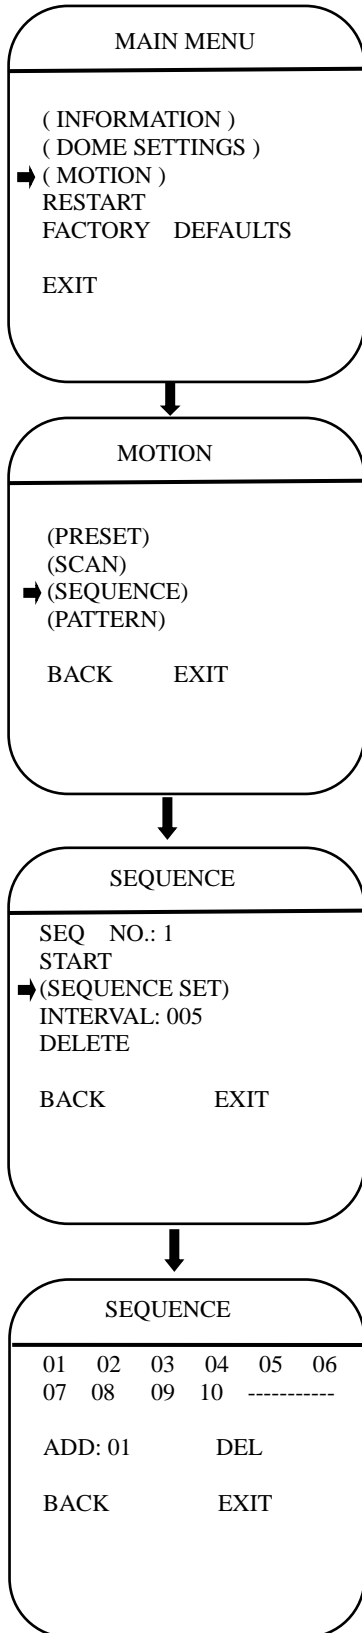 MAIN MENU
( INFORMATION )
( DOME SETTINGS )
( MOTION )
RESTART
FACTORY DEFAULTS
EXIT
MOTION
(PRESET)
(SCAN)
(SEQUENCE)
(PATTERN)
BACK EXIT
SEQUENCE
SEQ NO.: 1
START
(SEQUENCE SET)
INTERVAL: 005
DELETE
BACK EXIT
SEQUENCE
01 02 03 04 05 06
07 08 09 10 -----------
ADD: 01 DEL
BACK EXIT